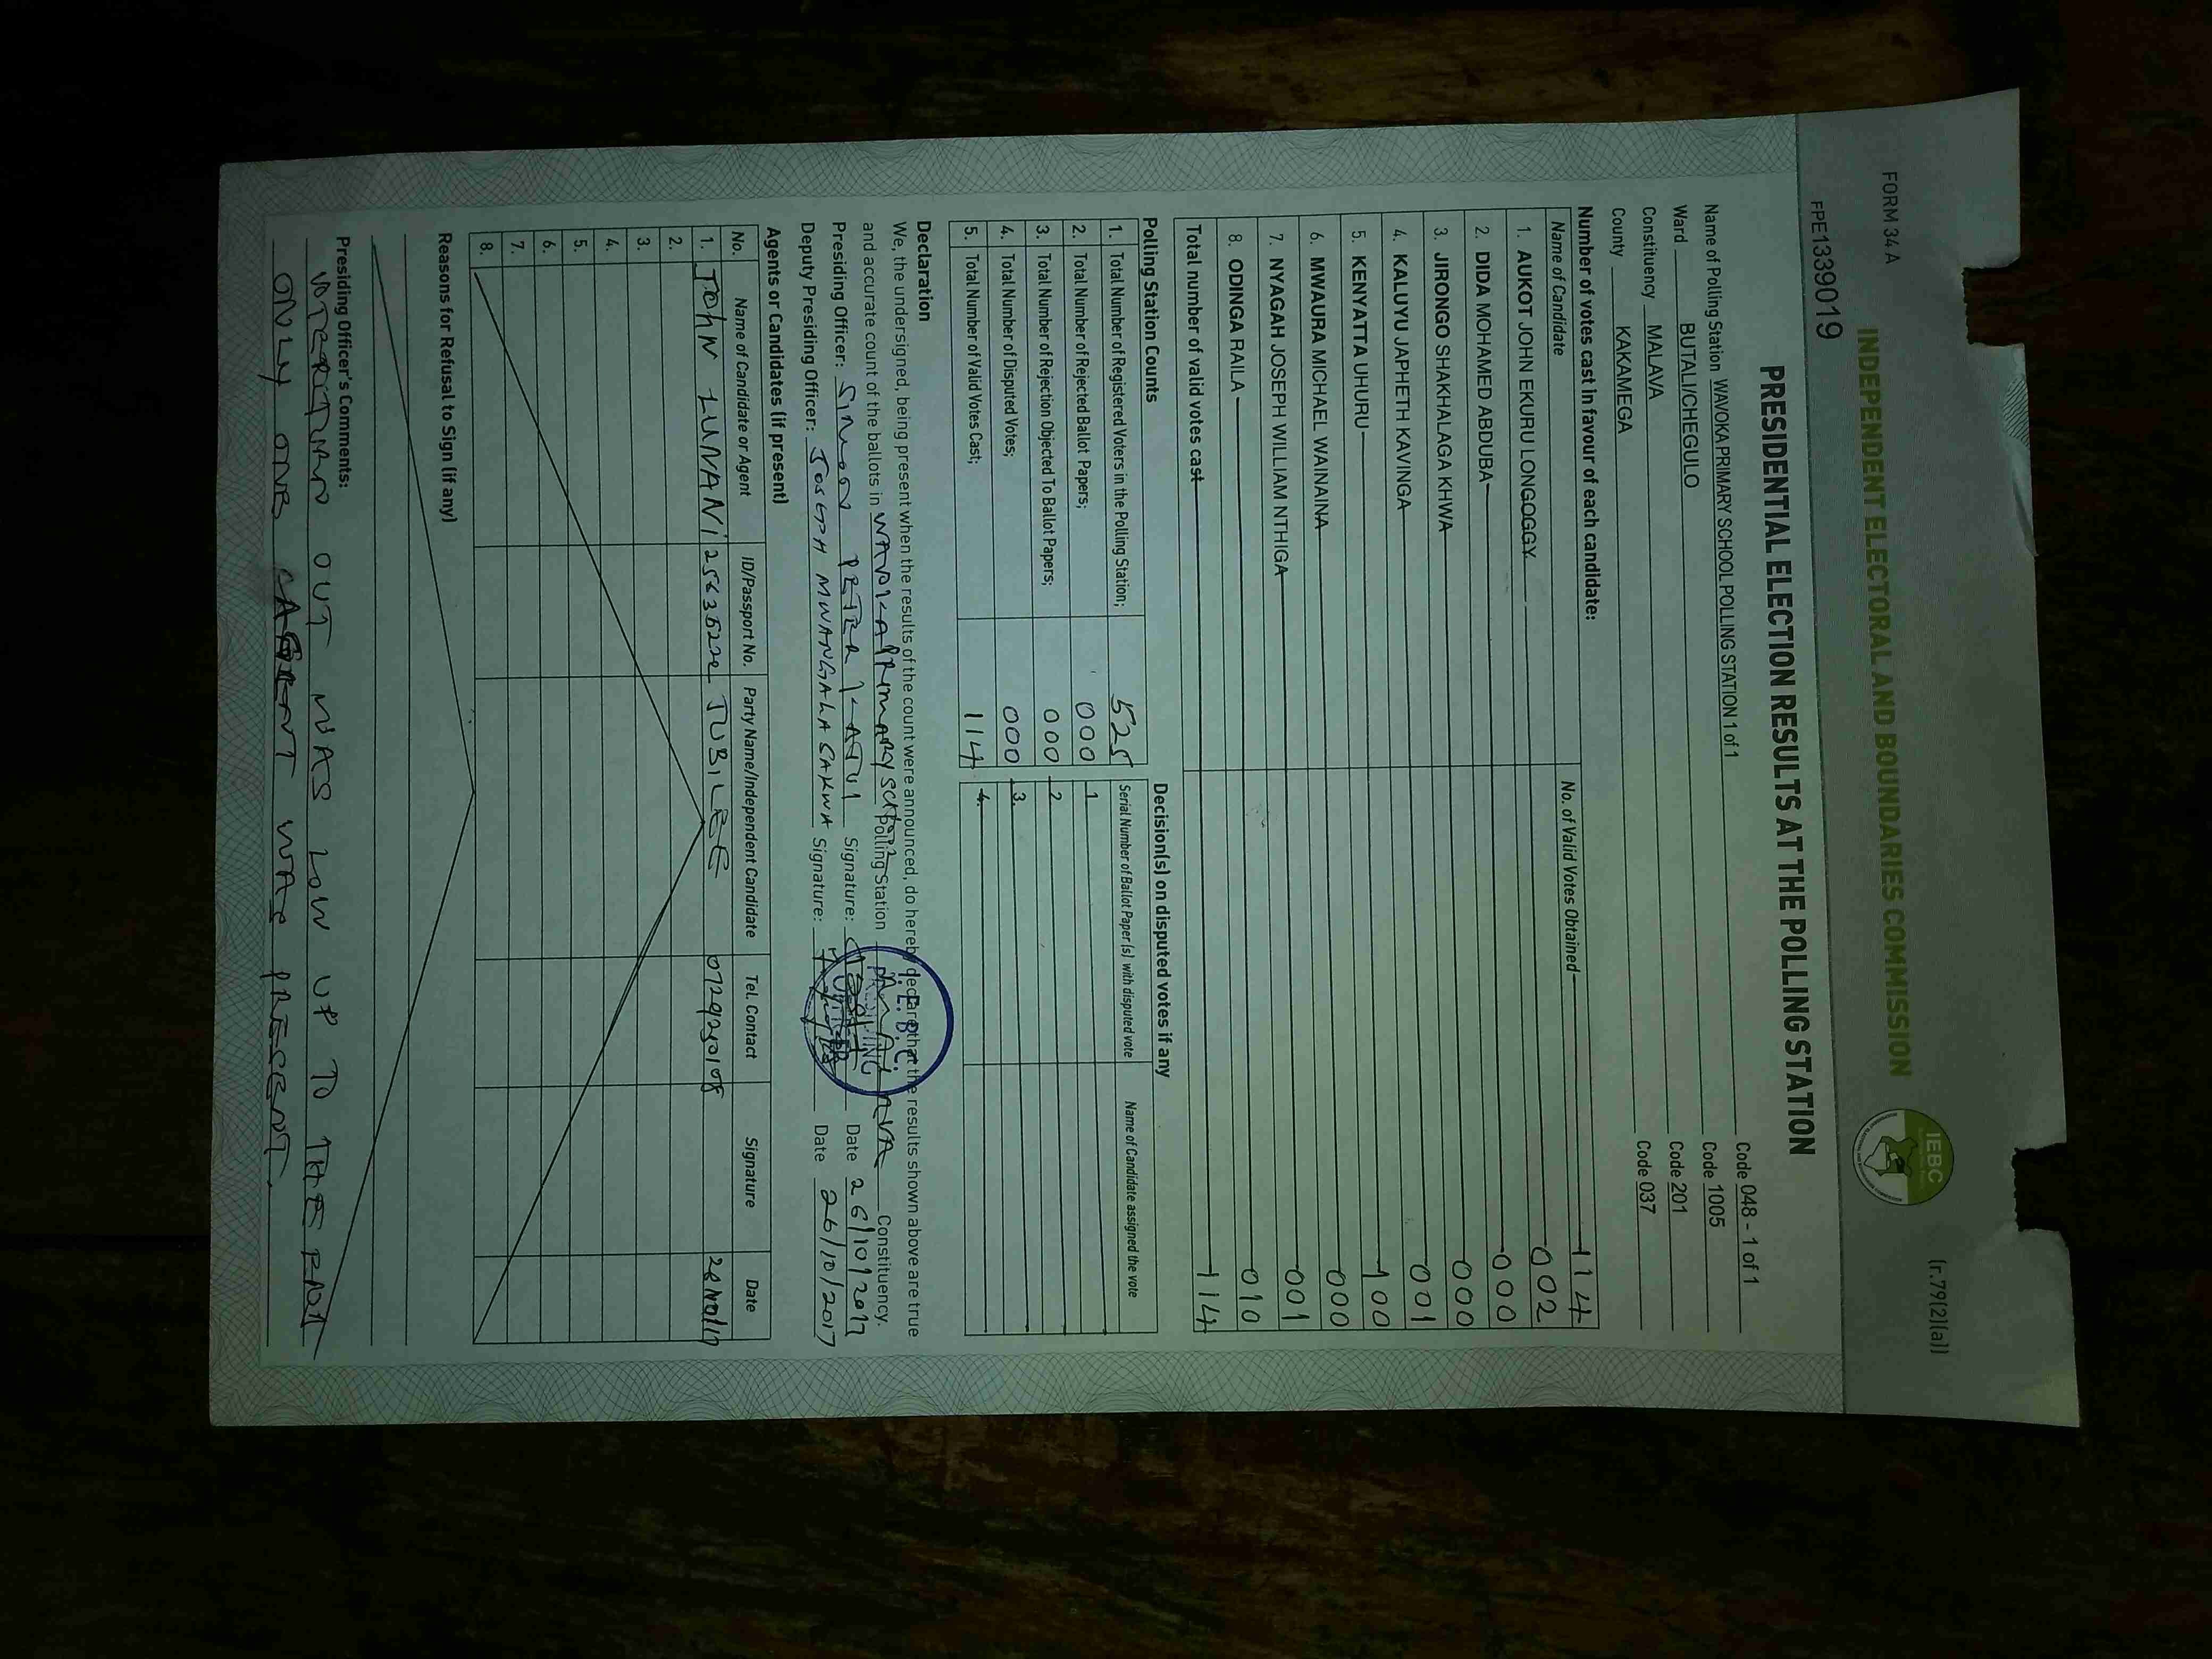 FORM 34 A
(r.79(2)(a))
INDEPENDENT ELECTORAL AND BOUNDARIES COMMISSION
IEBC
FPE1339019
PRESIDENTIAL ELECTION RESULTS AT THE POLLING STATION
Name of Polling Station WAVOKA PRIMARY SCHOOL POLLING STATION 1 of 1 Code 048 - 1 of 1
Ward BUTALI/CHEGULO Code 1005
Constituency MALAVA Code 201
County KAKAMEGA Code 037
Number of votes cast in favour of each candidate:
Name of Candidate No. of Valid Votes Obtained 114
1. AUKOT JOHN EKURU LONGOGGY 002
2. DIDA MOHAMED ABDUBA 000
3. JIRONGO SHAKHALAGA KHWA 000
4. KALUYU JAPHETH KAVINGA 001
5. KENYATTA UHURU 100
6. MWAURA MICHAEL WAINAINA 000
7. NYAGAH JOSEPH WILLIAM NTHIGA 001
8. ODINGA RAILA 010
Total number of valid votes cast 114
Polling Station Counts Decision(s) on disputed votes if any
Serial Number of Ballot Paper (s) with disputed vote Name of Candidate assigned the vote
1. Total Number of Registered Voters in the Polling Station; 525
2. Total Number of Rejected Ballot Papers; 000 1
3. Total Number of Rejection Objected To Ballot Papers; 000 2
4. Total Number of Disputed Votes; 000 3.
5. Total Number of Valid Votes Cast; 114 4.
Declaration
We, the undersigned, being present when the results of the count were announced, do hereby declare that the results shown above are true
and accurate count of the ballots in WAVOKA PRIMARY SCHOOL Polling Station MALAVA Constituency.
Presiding Officer: SIMON PETER Signature: Date 26/10/2017
Deputy Presiding Officer: JOSEPH MWANGALA SAKWA Signature: Date 26/10/2017
I.E.B.C.
PRESIDING
OFFICER
Agents or Candidates (if present)
No. Name of Candidate or Agent ID/Passport No. Party Name/Independent Candidate Tel. Contact Signature Date
1. JOHN LUNANI JUBILEE 0729230108
2.
3.
4.
5.
6.
7.
8.
Reasons for Refusal to Sign (if any)
Presiding Officer's Comments:
OUT WAS LOW UP TO THE
ONLY ONE AGENT WAS PRESENT.